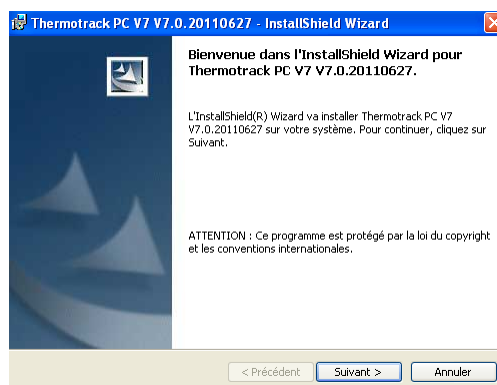 Thermotrack PC V7 V7.0.20110627 - InstallShield Wizard
Bienvenue dans l'InstallShield Wizard pour
Thermotrack PC V7 V7.0.20110627.
L'InstallShield(R) Wizard va installer Thermotrack PC V7
V7.0.20110627 sur votre système. Pour continuer, cliquez sur
Suivant.
ATTENTION : Ce programme est protégé par la loi du copyright
et les conventions internationales.
< Précédent Suivant > Annuler